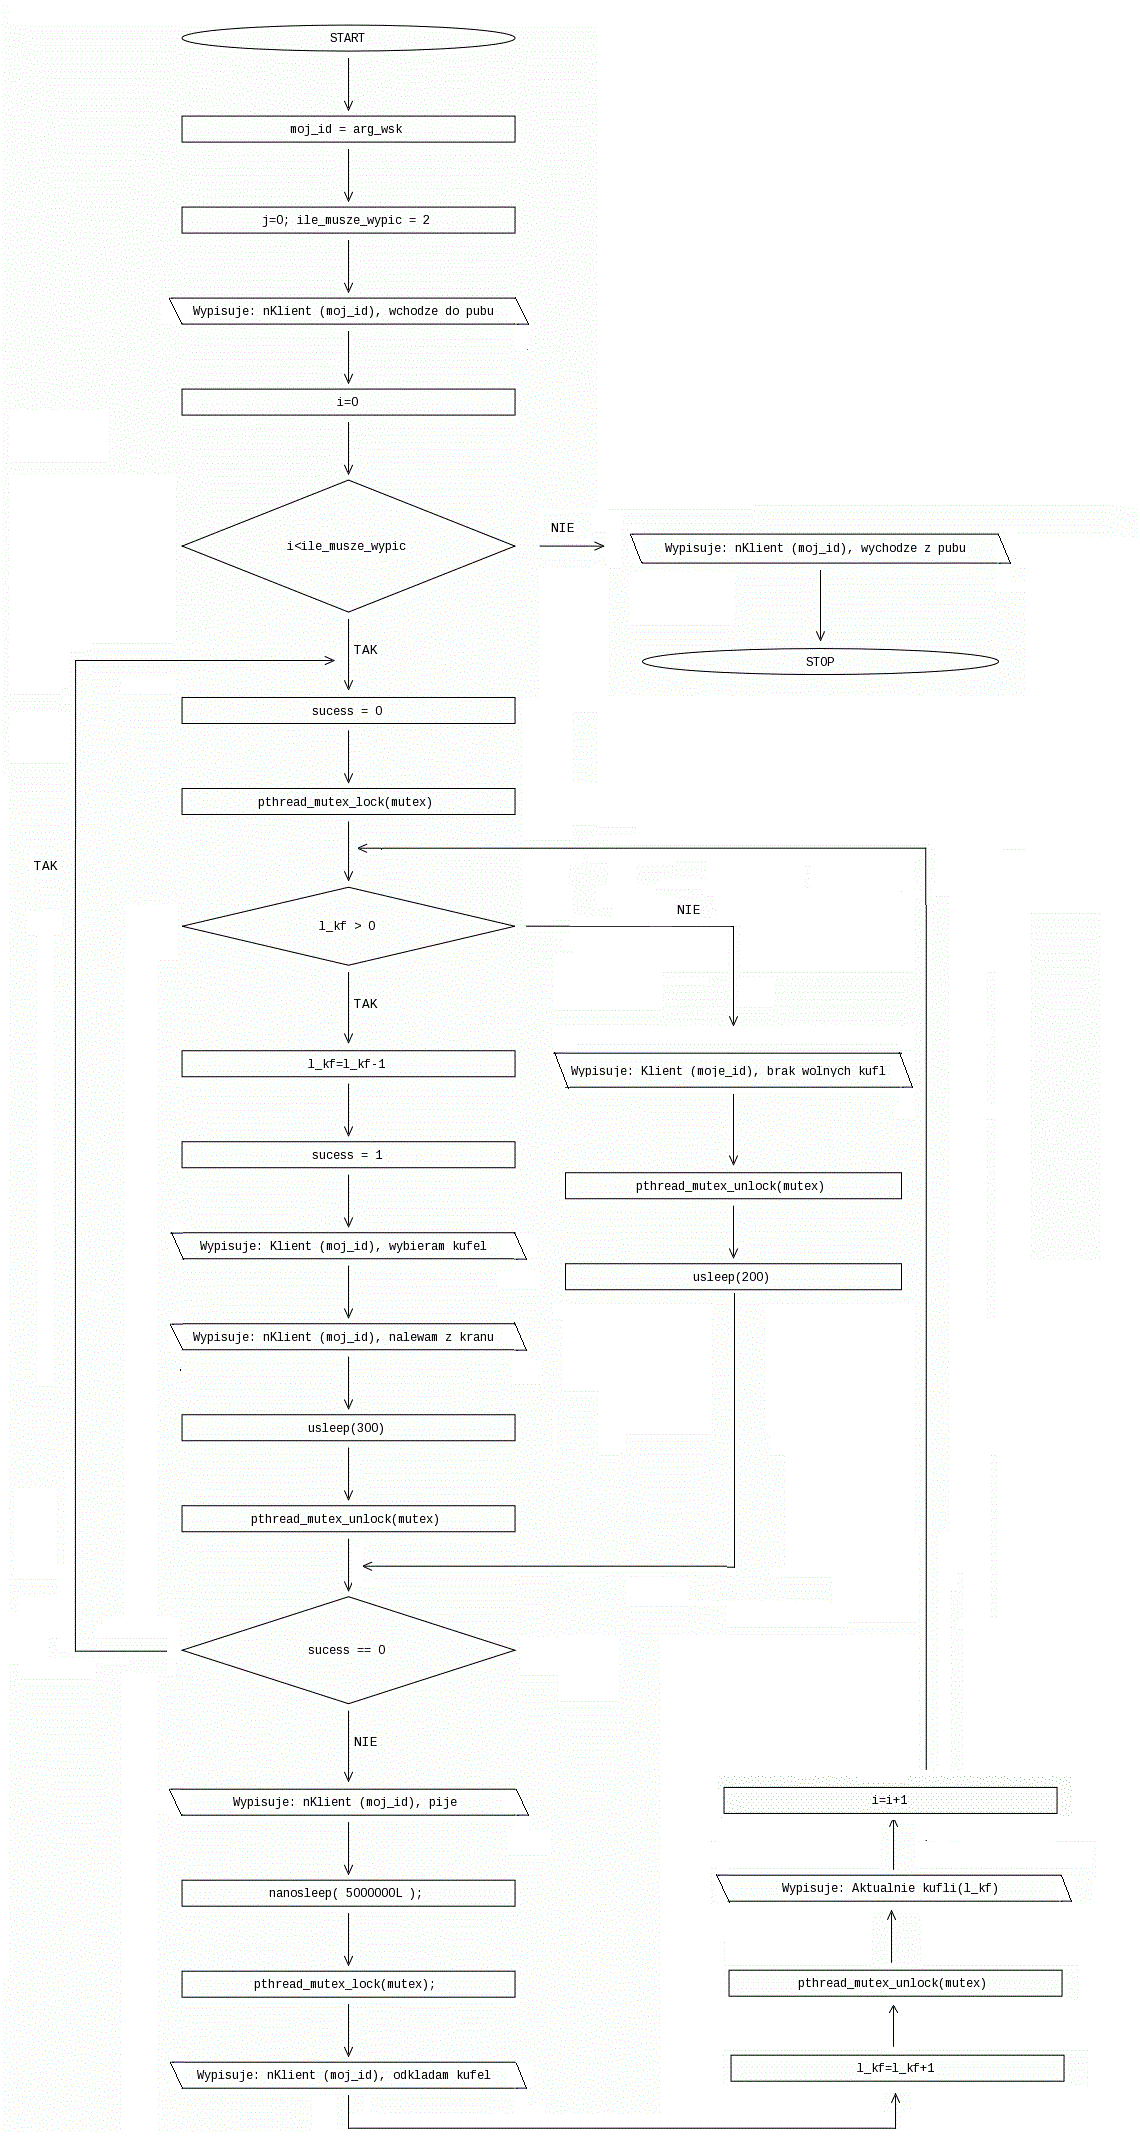 START
moj_id = arg_wsk
j=0; ile_musze_wypic = 2
Wypisuje: nKlient (moj_id), wchodze do pubu
i=0
i<ile_musze_wypic
NIE
Wypisuje: nKlient (moj_id), wychodze z pubu
STOP
TAK
sucess = 0
pthread_mutex_lock(mutex)
TAK
l_kf > 0
NIE
TAK
l_kf=l_kf-1
Wypisuje: Klient (moje_id), brak wolnych kufl
sucess = 1
pthread_mutex_unlock(mutex)
Wypisuje: Klient (moj_id), wybieram kufel
usleep(200)
Wypisuje: nKlient (moj_id), nalewam z kranu
usleep(300)
pthread_mutex_unlock(mutex)
sucess == 0
NIE
Wypisuje: nKlient (moj_id), pije
nanosleep( 5000000L );
pthread_mutex_lock(mutex);
Wypisuje: nKlient (moj_id), odkladam kufel
l_kf=l_kf+1
pthread_mutex_unlock(mutex)
Wypisuje: Aktualnie kufli(l_kf)
i=i+1